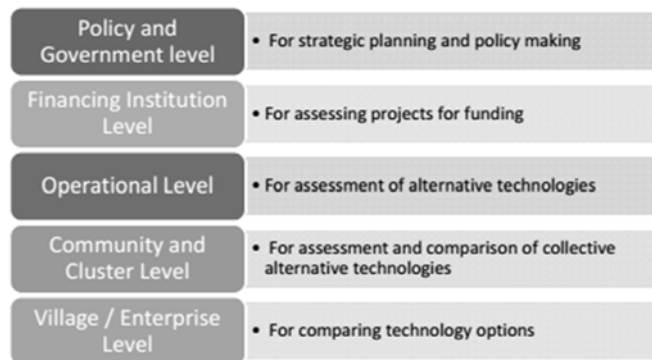 Policy and
Government level
• For strategic planning and policy making
Financing Institution
Level
• For assessing projects for funding
Operational Level
• For assessment of alternative technologies
Community and
Cluster Level
• For assessment and comparison of collective
alternative technologies
Village / Enterprise
Level
• For comparing technology options